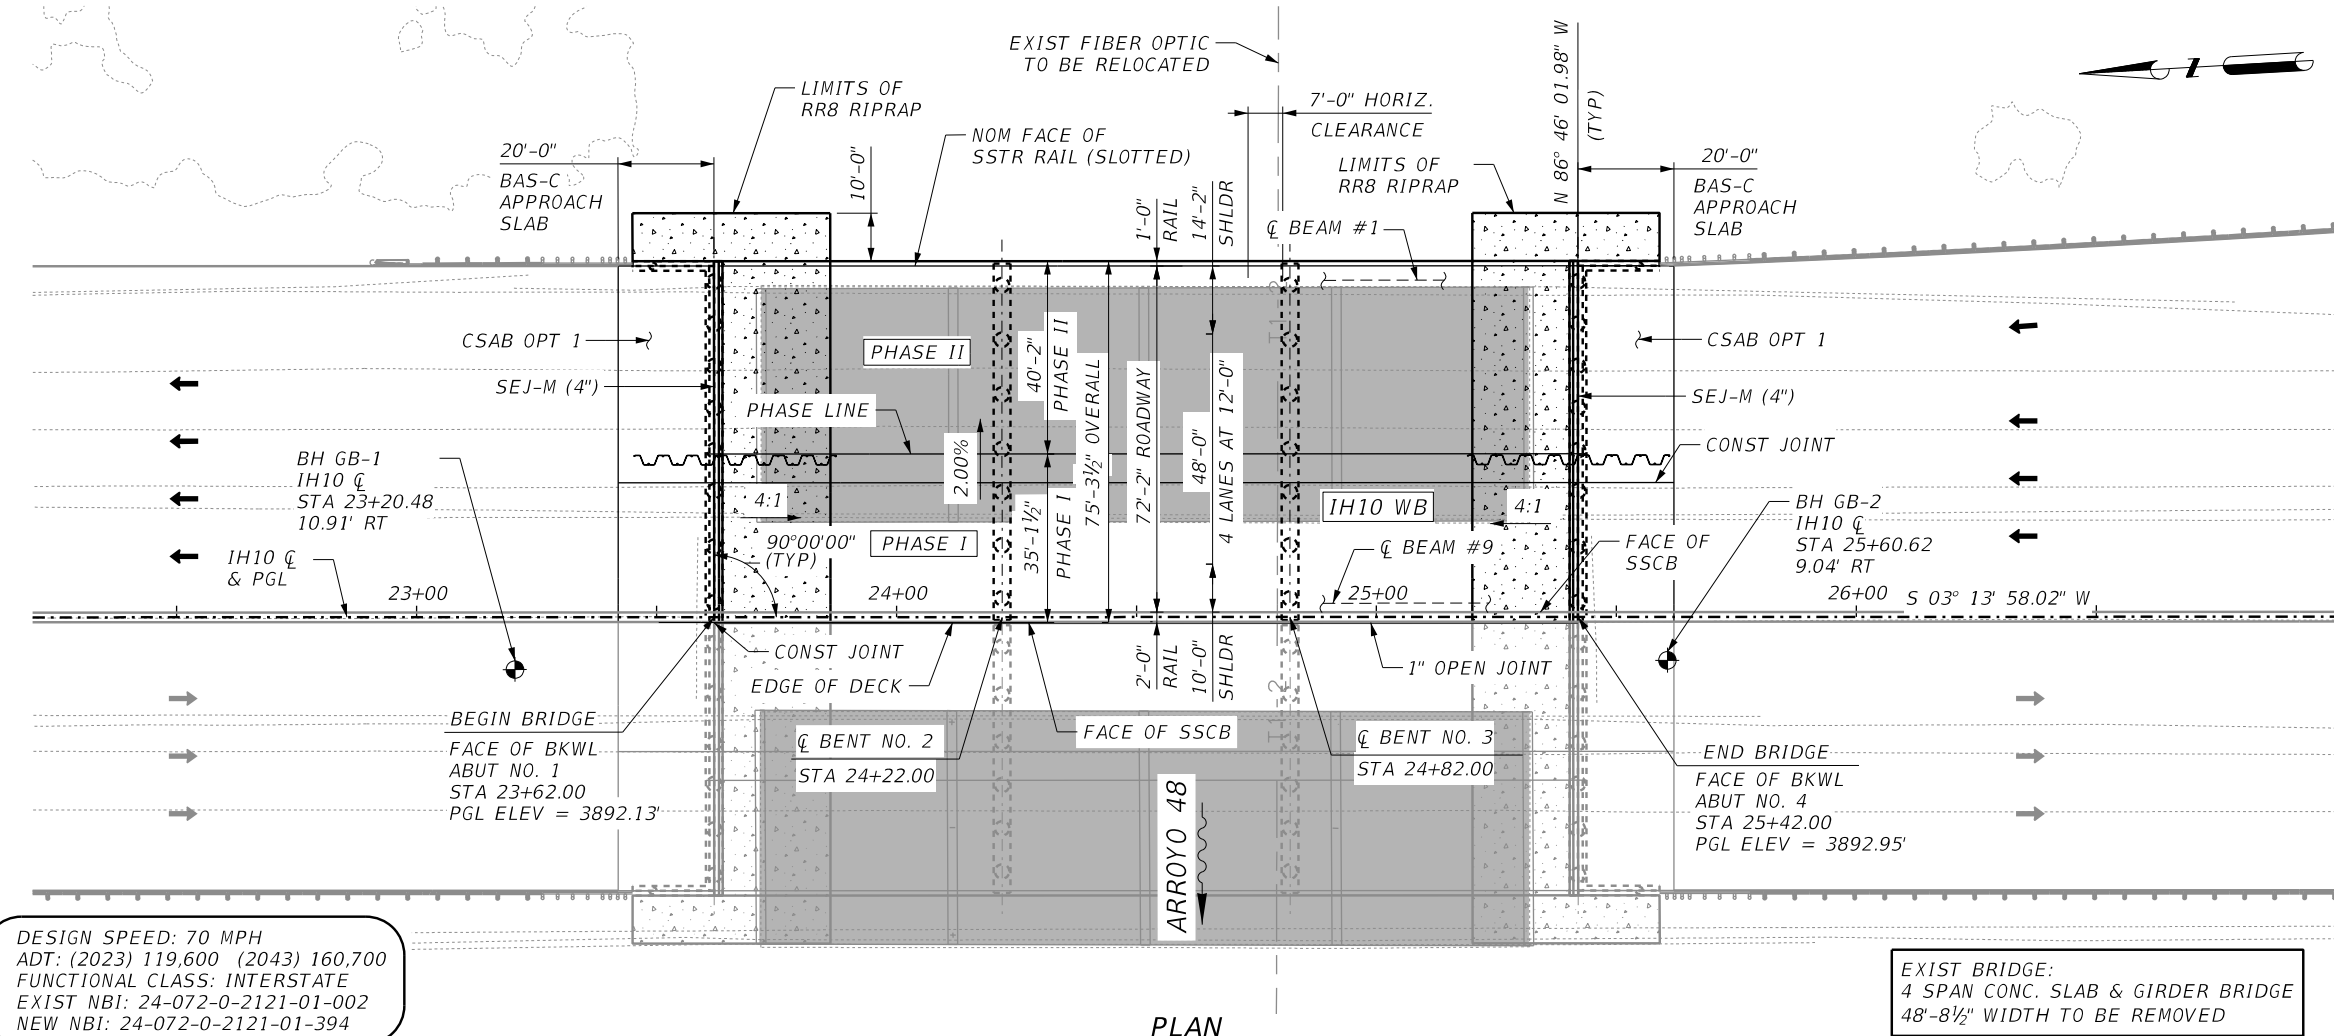 EXIST FIBER OPTIC
TO BE RELOCATED
N 86° 46' 01.98" W
(TYP)
LIMITS OF
RR8 RIPRAP
7'-0" HORIZ.
CLEARANCE
NOM FACE OF
SSTR RAIL (SLOTTED)
20'-0"
BAS-C
APPROACH
SLAB
10'-0"
LIMITS OF
RR8 RIPRAP
20'-0"
BAS-C
APPROACH
SLAB
1'-0"
RAIL
14'-2"
SHLDR
℄ BEAM #1
CSAB OPT 1
PHASE II
40'-2"
PHASE II
CSAB OPT 1
SEJ-M (4")
75'-3½" OVERALL
72'-2" ROADWAY
48'-0"
4 LANES AT 12'-0"
SEJ-M (4")
PHASE LINE
2.00%
CONST JOINT
BH GB-1
IH10 ℄
STA 23+20.48
10.91' RT
4:1
35'-1½"
PHASE I
IH10 WB
4:1
BH GB-2
IH10 ℄
STA 25+60.62
9.04' RT
90°00'00"
(TYP)
PHASE I
℄ BEAM #9
FACE OF
SSCB
IH10 ℄
& PGL
23+00
24+00
25+00
26+00
S 03° 13' 58.02" W
CONST JOINT
EDGE OF DECK
2'-0"
RAIL
10'-0"
SHLDR
1" OPEN JOINT
BEGIN BRIDGE
FACE OF BKWL
ABUT NO. 1
STA 23+62.00
PGL ELEV = 3892.13'
℄ BENT NO. 2
STA 24+22.00
FACE OF SSCB
℄ BENT NO. 3
STA 24+82.00
END BRIDGE
FACE OF BKWL
ABUT NO. 4
STA 25+42.00
PGL ELEV = 3892.95'
ARROYO 48
DESIGN SPEED: 70 MPH
ADT: (2023) 119,600 (2043) 160,700
FUNCTIONAL CLASS: INTERSTATE
EXIST NBI: 24-072-0-2121-01-002
NEW NBI: 24-072-0-2121-01-394
EXIST BRIDGE:
4 SPAN CONC. SLAB & GIRDER BRIDGE
48'-8½" WIDTH TO BE REMOVED
PLAN